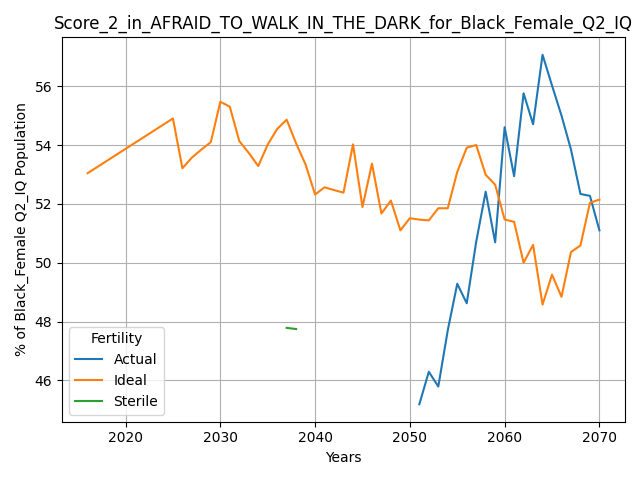 Score_2_in_AFRAID_TO_WALK_IN_THE_DARK_for_Black_Female_Q2_IQ
% of Black_Female Q2_IQ Population
56
54
52
50
48
46
Fertility
Actual
Ideal
Sterile
2020
2030
2040
2050
2060
2070
Years